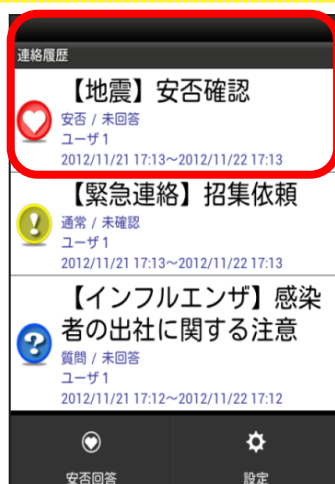 連絡履歴
【地震】安否確認
安否 / 未回答
ユーザ1
2012/11/21 17:13～2012/11/22 17:13
【緊急連絡】招集依頼
通常 / 未確認
ユーザ1
2012/11/21 17:13～2012/11/22 17:13
【インフルエンザ】感染
者の出社に関する注意
質問 / 未回答
ユーザ1
2012/11/21 17:12～2012/11/22 17:12
安否回答
設定